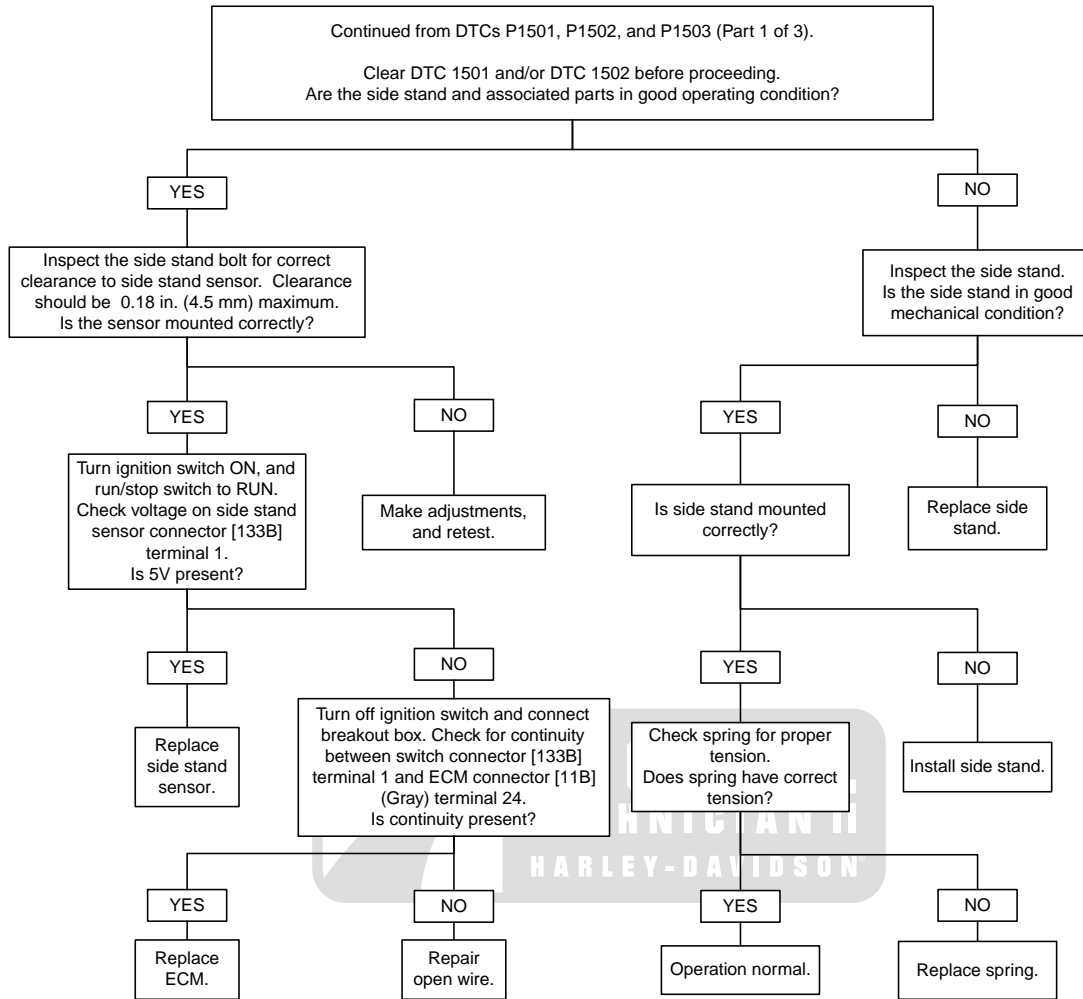 Continued from DTCs P1501, P1502, and P1503 (Part 1 of 3).
Clear DTC 1501 and/or DTC 1502 before proceeding.
Are the side stand and associated parts in good operating condition?
YES
NO
Inspect the side stand bolt for correct
clearance to side stand sensor.  Clearance
should be  0.18 in. (4.5 mm) maximum.
Is the sensor mounted correctly?
Inspect the side stand.
Is the side stand in good
mechanical condition?
YES
NO
YES
NO
Turn ignition switch ON, and
run/stop switch to RUN.
Check voltage on side stand
sensor connector [133B]
terminal 1.
Is 5V present?
Make adjustments,
and retest.
Is side stand mounted
correctly?
Replace side
stand.
YES
NO
YES
NO
Replace
side stand
sensor.
Turn off ignition switch and connect
breakout box. Check for continuity
between switch connector [133B]
terminal 1 and ECM connector [11B]
(Gray) terminal 24.
Is continuity present?
Check spring for proper
tension.
Does spring have correct
tension?
Install side stand.
HARLEY-DAVIDSON
YES
NO
YES
NO
Replace
ECM.
Repair
open wire.
Operation normal.
Replace spring.